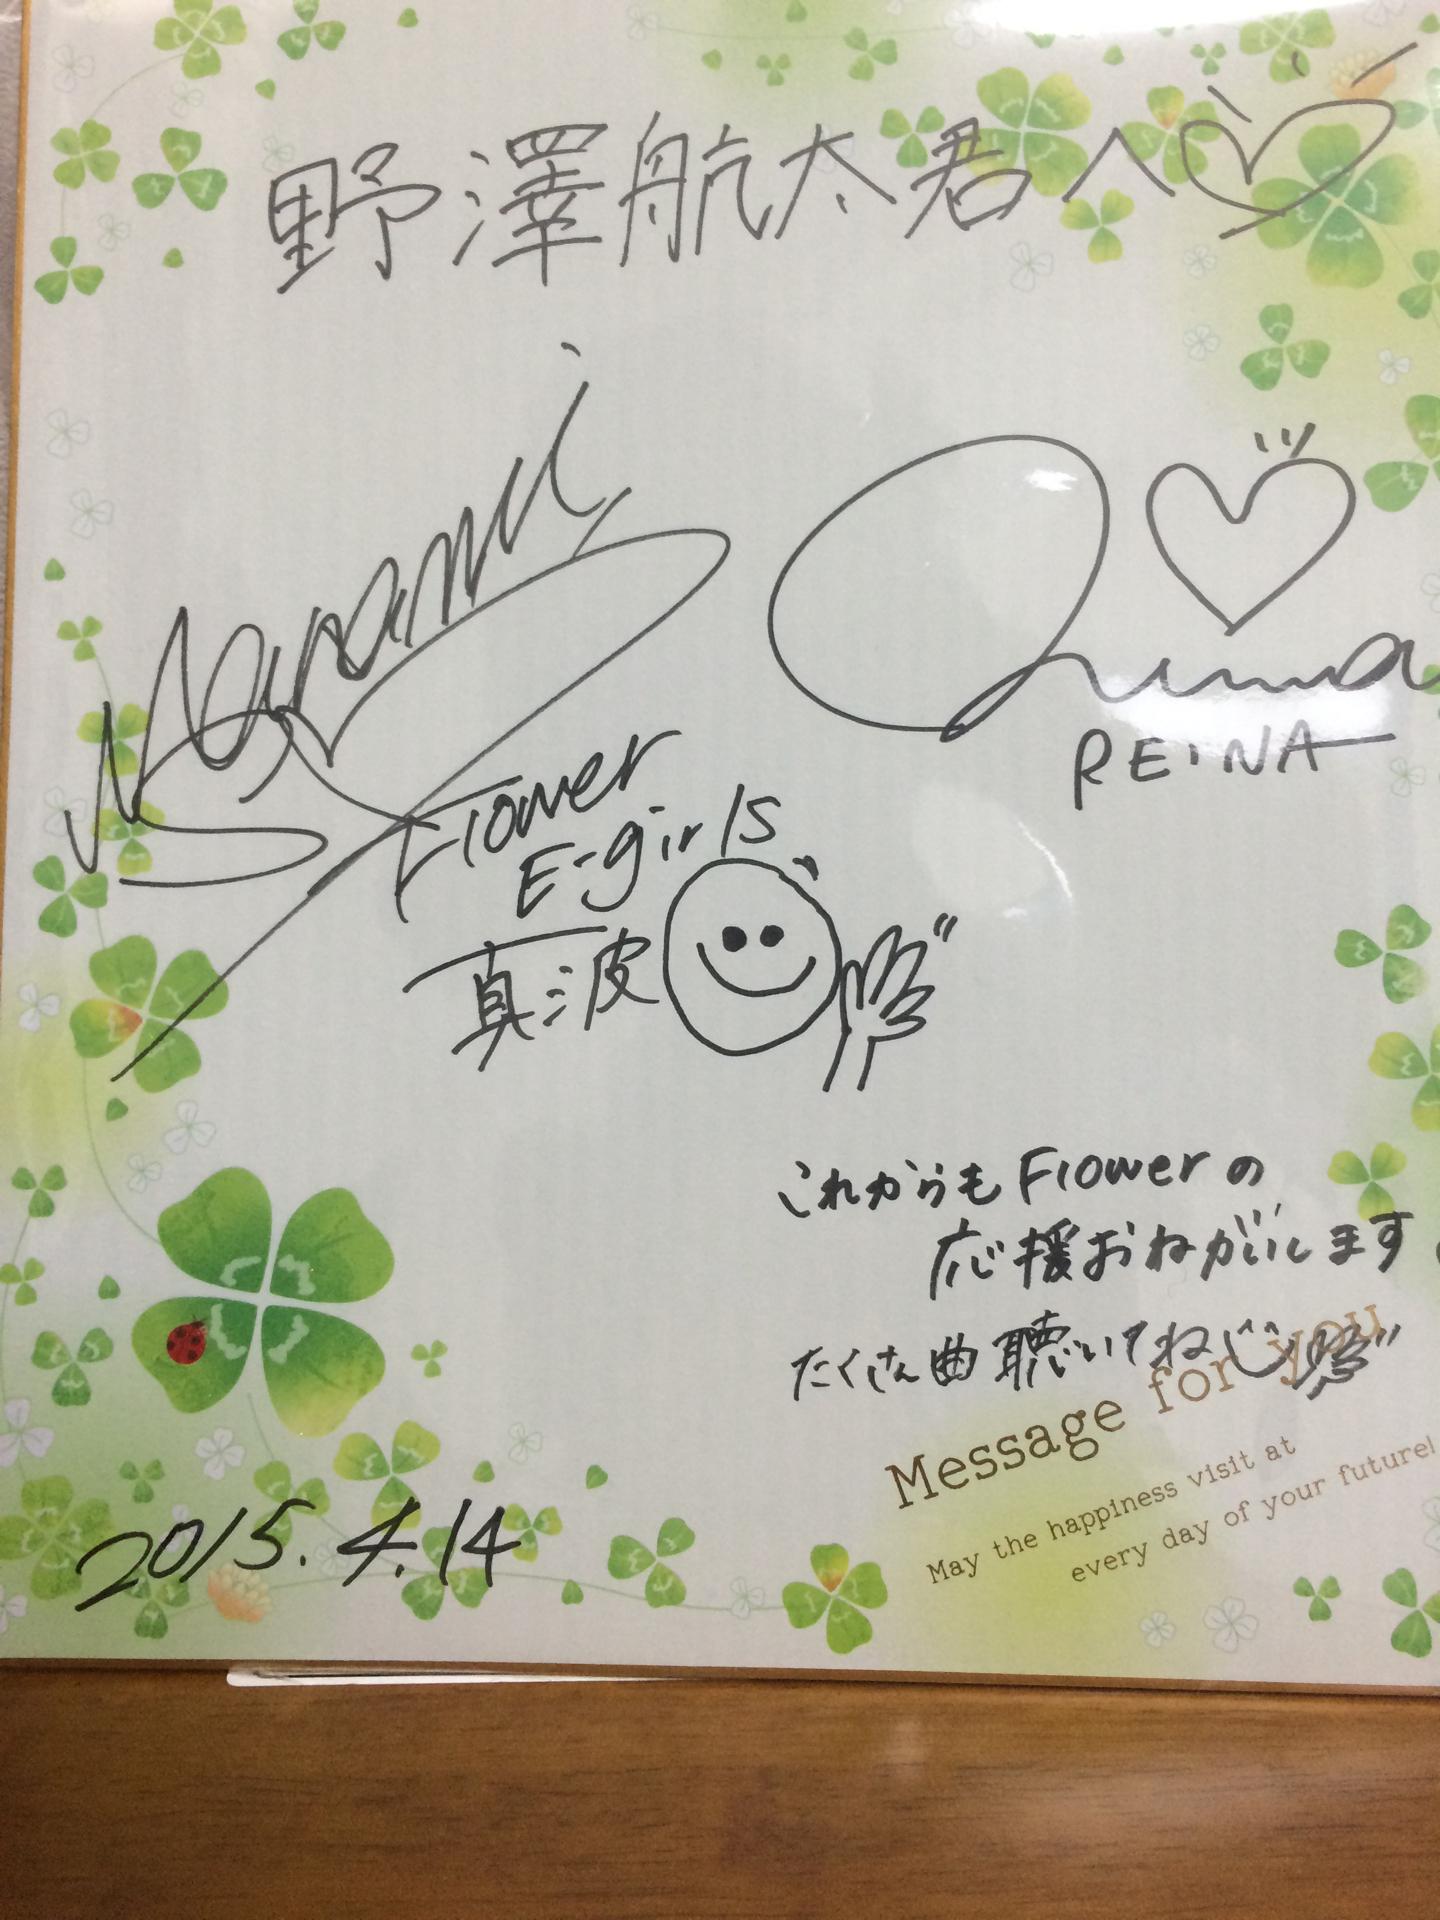 野澤航太君へ
Manami
Reina
REiNA
Flower
E-girls
真波
これからもFlowerの
応援おねがいします。
たくさん曲聴いてね
Message for you
May the happiness visit at
every day of your future!
2015.4.14